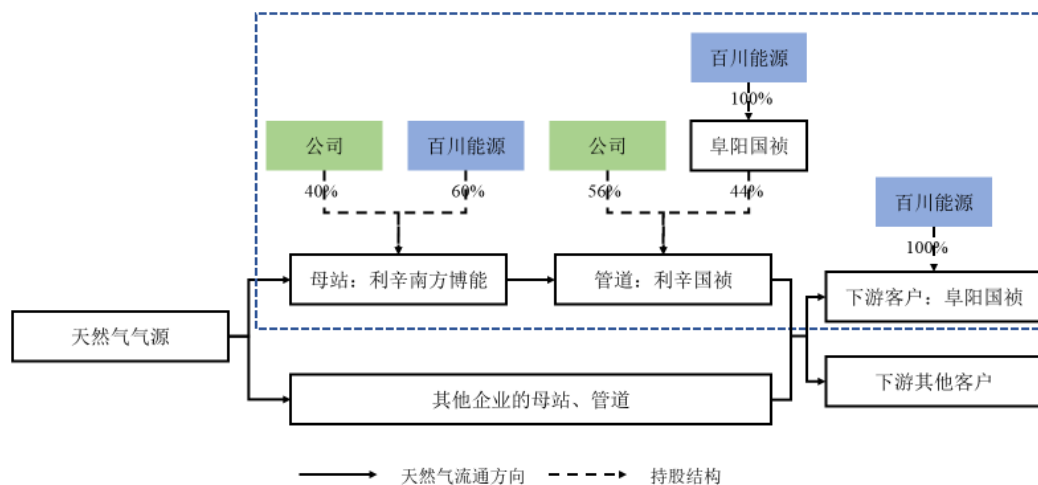 百川能源
100%
公司
百川能源
公司
阜阳国祯
40%
60%
56%
44%
百川能源
100%
母站：利辛南方博能
管道：利辛国祯
下游客户：阜阳国祯
天然气气源
下游其他客户
其他企业的母站、管道
天然气流通方向
持股结构